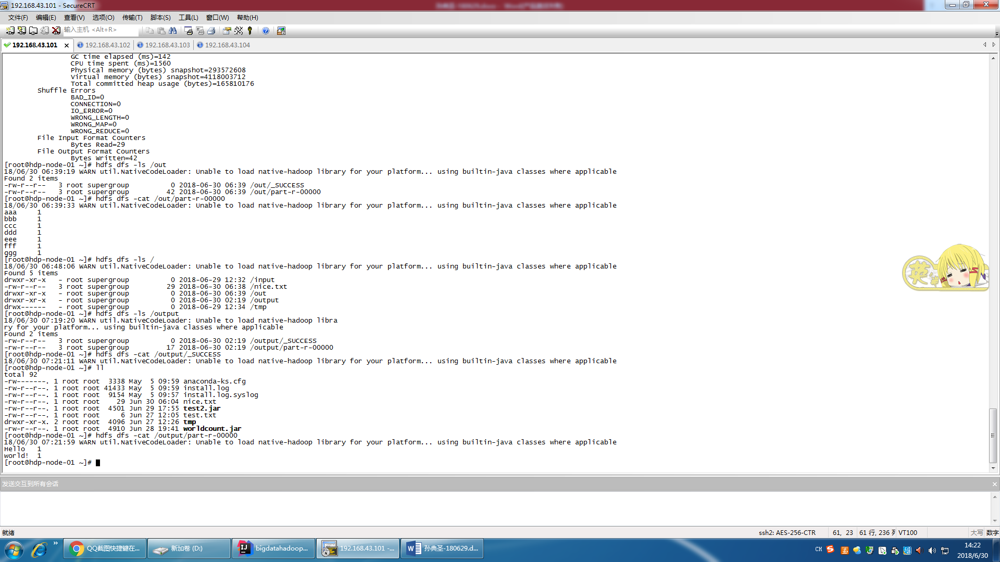 192.168.43.101 - SecureCRT
文件(F) 编辑(E) 查看(V) 选项(O) 传输(T) 脚本(S) 工具(L) 窗口(W) 帮助(H)
输入主机 <Alt+R>
192.168.43.101 192.168.43.102 192.168.43.103 192.168.43.104
GC time elapsed (ms)=142
CPU time spent (ms)=1560
Physical memory (bytes) snapshot=293572608
Virtual memory (bytes) snapshot=4118003712
Total committed heap usage (bytes)=165810176
Shuffle Errors
BAD_ID=0
CONNECTION=0
IO_ERROR=0
WRONG_LENGTH=0
WRONG_MAP=0
WRONG_REDUCE=0
File Input Format Counters
Bytes Read=29
File Output Format Counters
Bytes Written=42
[root@hdp-node-01 ~]# hdfs dfs -ls /out
18/06/30 06:39:19 WARN util.NativeCodeLoader: Unable to load native-hadoop library for your platform... using builtin-java classes where applicable
Found 2 items
-rw-r--r--   3 root supergroup          0 2018-06-30 06:39 /out/_SUCCESS
-rw-r--r--   3 root supergroup         42 2018-06-30 06:39 /out/part-r-00000
[root@hdp-node-01 ~]# hdfs dfs -cat /out/part-r-00000
18/06/30 06:39:33 WARN util.NativeCodeLoader: Unable to load native-hadoop library for your platform... using builtin-java classes where applicable
aaa     1
bbb     1
ccc     1
ddd     1
eee     1
fff     1
ggg     1
[root@hdp-node-01 ~]# hdfs dfs -ls /
18/06/30 06:48:06 WARN util.NativeCodeLoader: Unable to load native-hadoop library for your platform... using builtin-java classes where applicable
Found 5 items
drwxr-xr-x   - root supergroup          0 2018-06-29 12:32 /input
-rw-r--r--   3 root supergroup         29 2018-06-30 06:38 /nice.txt
drwxr-xr-x   - root supergroup          0 2018-06-30 06:39 /out
drwxr-xr-x   - root supergroup          0 2018-06-30 02:19 /output
drwx------   - root supergroup          0 2018-06-29 12:34 /tmp
[root@hdp-node-01 ~]# hdfs dfs -ls /output
18/06/30 07:19:20 WARN util.NativeCodeLoader: Unable to load native-hadoop libra
ry for your platform... using builtin-java classes where applicable
Found 2 items
-rw-r--r--   3 root supergroup          0 2018-06-30 02:19 /output/_SUCCESS
-rw-r--r--   3 root supergroup         17 2018-06-30 02:19 /output/part-r-00000
[root@hdp-node-01 ~]# hdfs dfs -cat /output/_SUCCESS
18/06/30 07:21:11 WARN util.NativeCodeLoader: Unable to load native-hadoop library for your platform... using builtin-java classes where applicable
[root@hdp-node-01 ~]# ll
total 92
-rw-------. 1 root root  3338 May  5 09:59 anaconda-ks.cfg
-rw-r--r--. 1 root root 41433 May  5 09:59 install.log
-rw-r--r--. 1 root root  9154 May  5 09:57 install.log.syslog
-rw-r--r--. 1 root root    29 Jun 30 06:04 nice.txt
-rw-r--r--. 1 root root  4501 Jun 29 17:55 test2.jar
-rw-r--r--. 1 root root     6 Jun 27 12:05 test.txt
drwxr-xr-x. 2 root root  4096 Jun 27 12:26 tmp
-rw-r--r--. 1 root root  4910 Jun 28 19:41 worldcount.jar
[root@hdp-node-01 ~]# hdfs dfs -cat /output/part-r-00000
18/06/30 07:21:59 WARN util.NativeCodeLoader: Unable to load native-hadoop library for your platform... using builtin-java classes where applicable
Hello   1
world!  1
[root@hdp-node-01 ~]#
英
发送交互到所有会话
就绪 ssh2: AES-256-CTR 61, 23 61 行, 236 列 VT100 大写 数字
QQ截图快捷键在... 新加卷 (D:) bigdatahadoop... 192.168.43.101 -... 孙典圣-180629.d... CH 14:22
2018/6/30